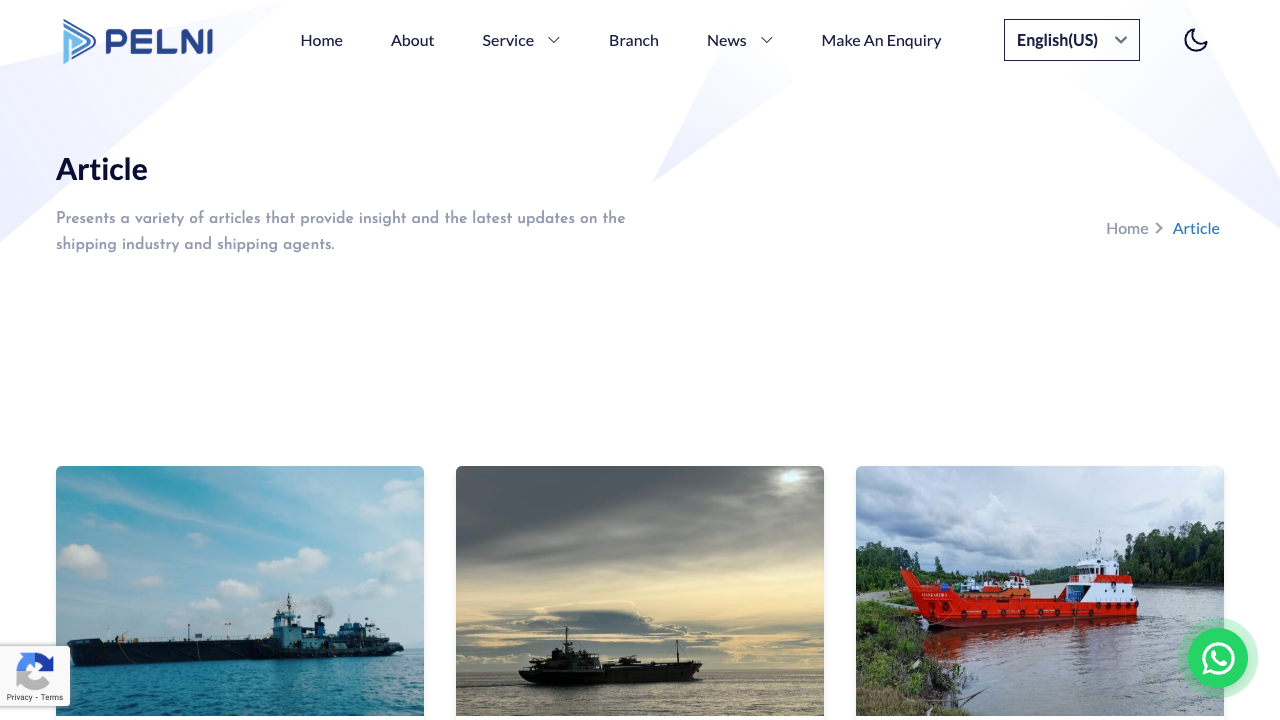 PELNI
Home
About
Service
Branch
News
Make An Enquiry
English(US)
Article
Presents a variety of articles that provide insight and the latest updates on the
shipping industry and shipping agents.
Home
Article
Privacy - Terms